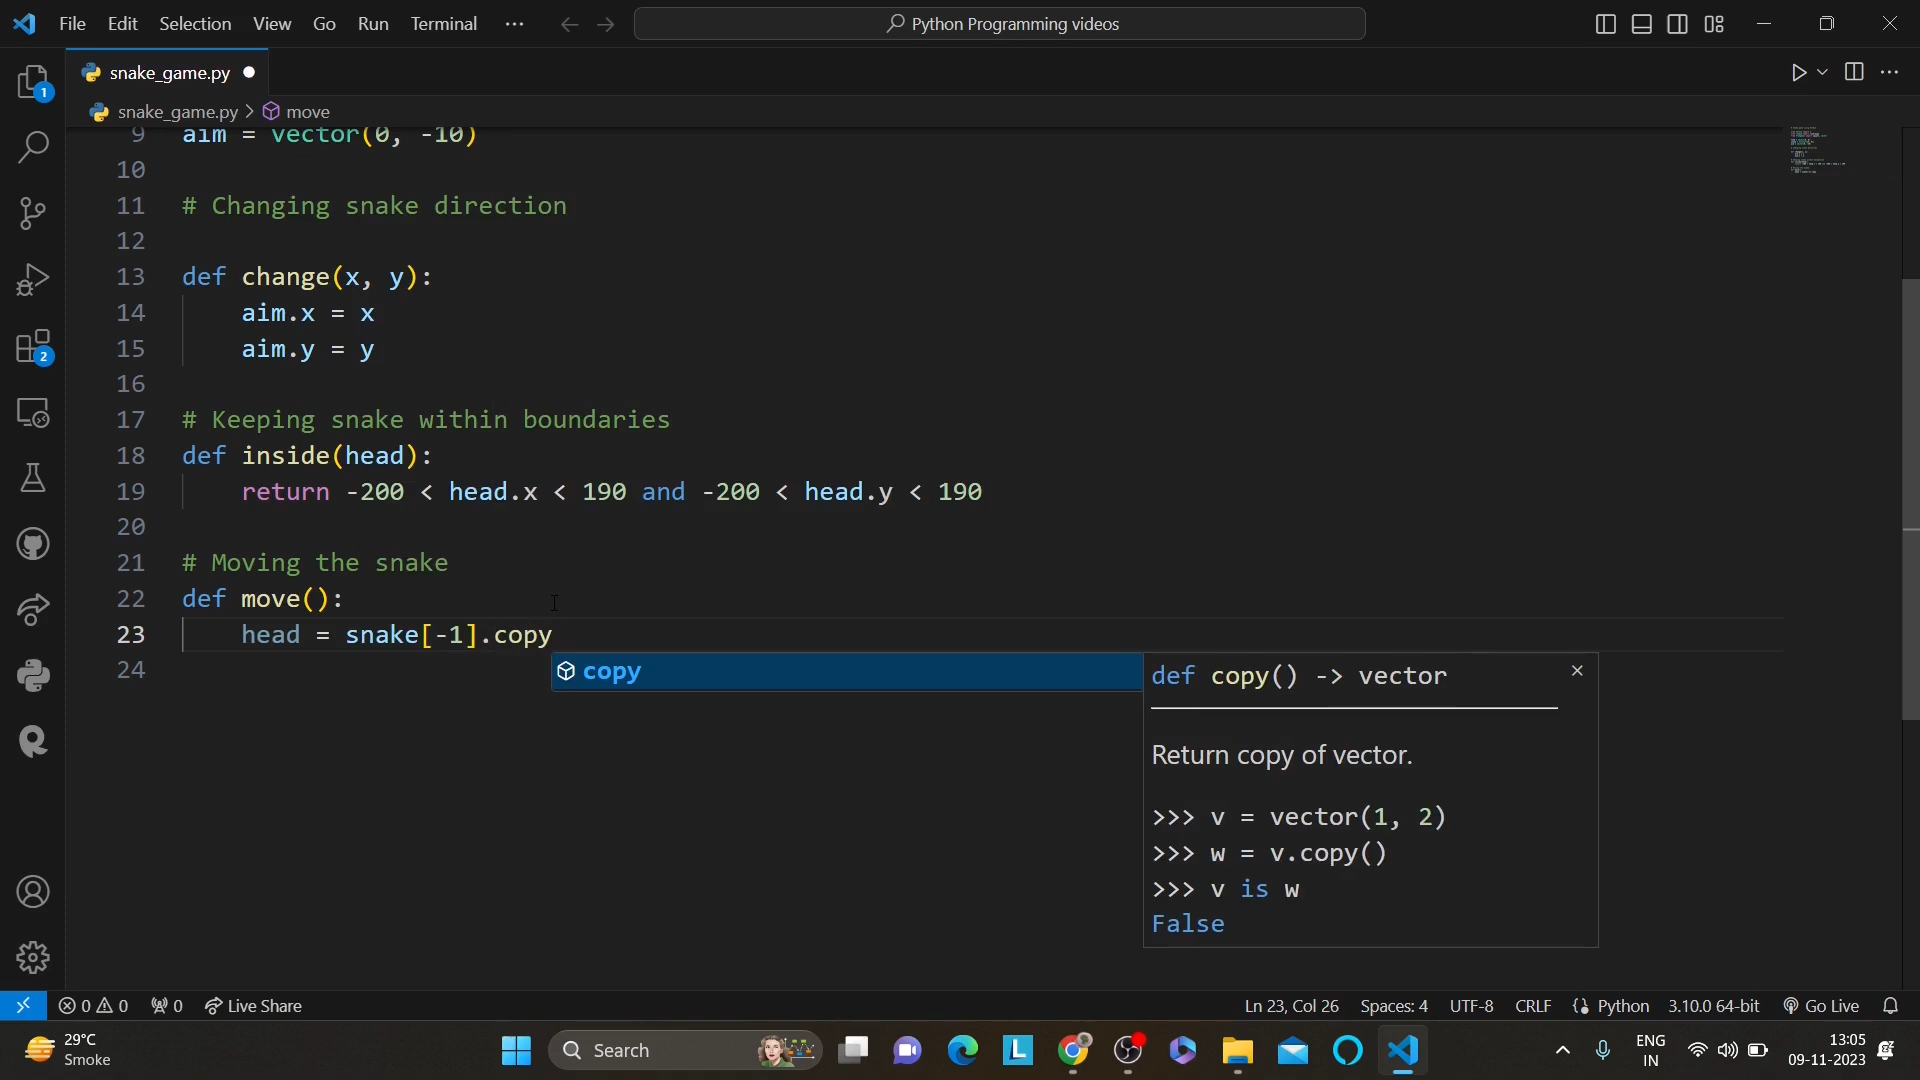 File Edit Selection View Go Run Terminal ··· Python Programming videos
snake_game.py
1
snake_game.py > move
9 aim = vector(0, -10)
10
11 # Changing snake direction
12
13 def change(x, y):
14 aim.x = x
15 aim.y = y
16
17 # Keeping snake within boundaries
18 def inside(head):
19 return -200 < head.x < 190 and -200 < head.y < 190
20
21 # Moving the snake
22 def move():
23 head = snake[-1].copy
24
2
copy
def copy() -> vector
Return copy of vector.
>>> v = vector(1, 2)
>>> w = v.copy()
>>> v is w
False
0 0 0 Live Share Ln 23, Col 26 Spaces: 4 UTF-8 CRLF {} Python 3.10.0 64-bit Go Live
29°C
Smoke
Search
L
ENG
IN
13:05
09-11-2023